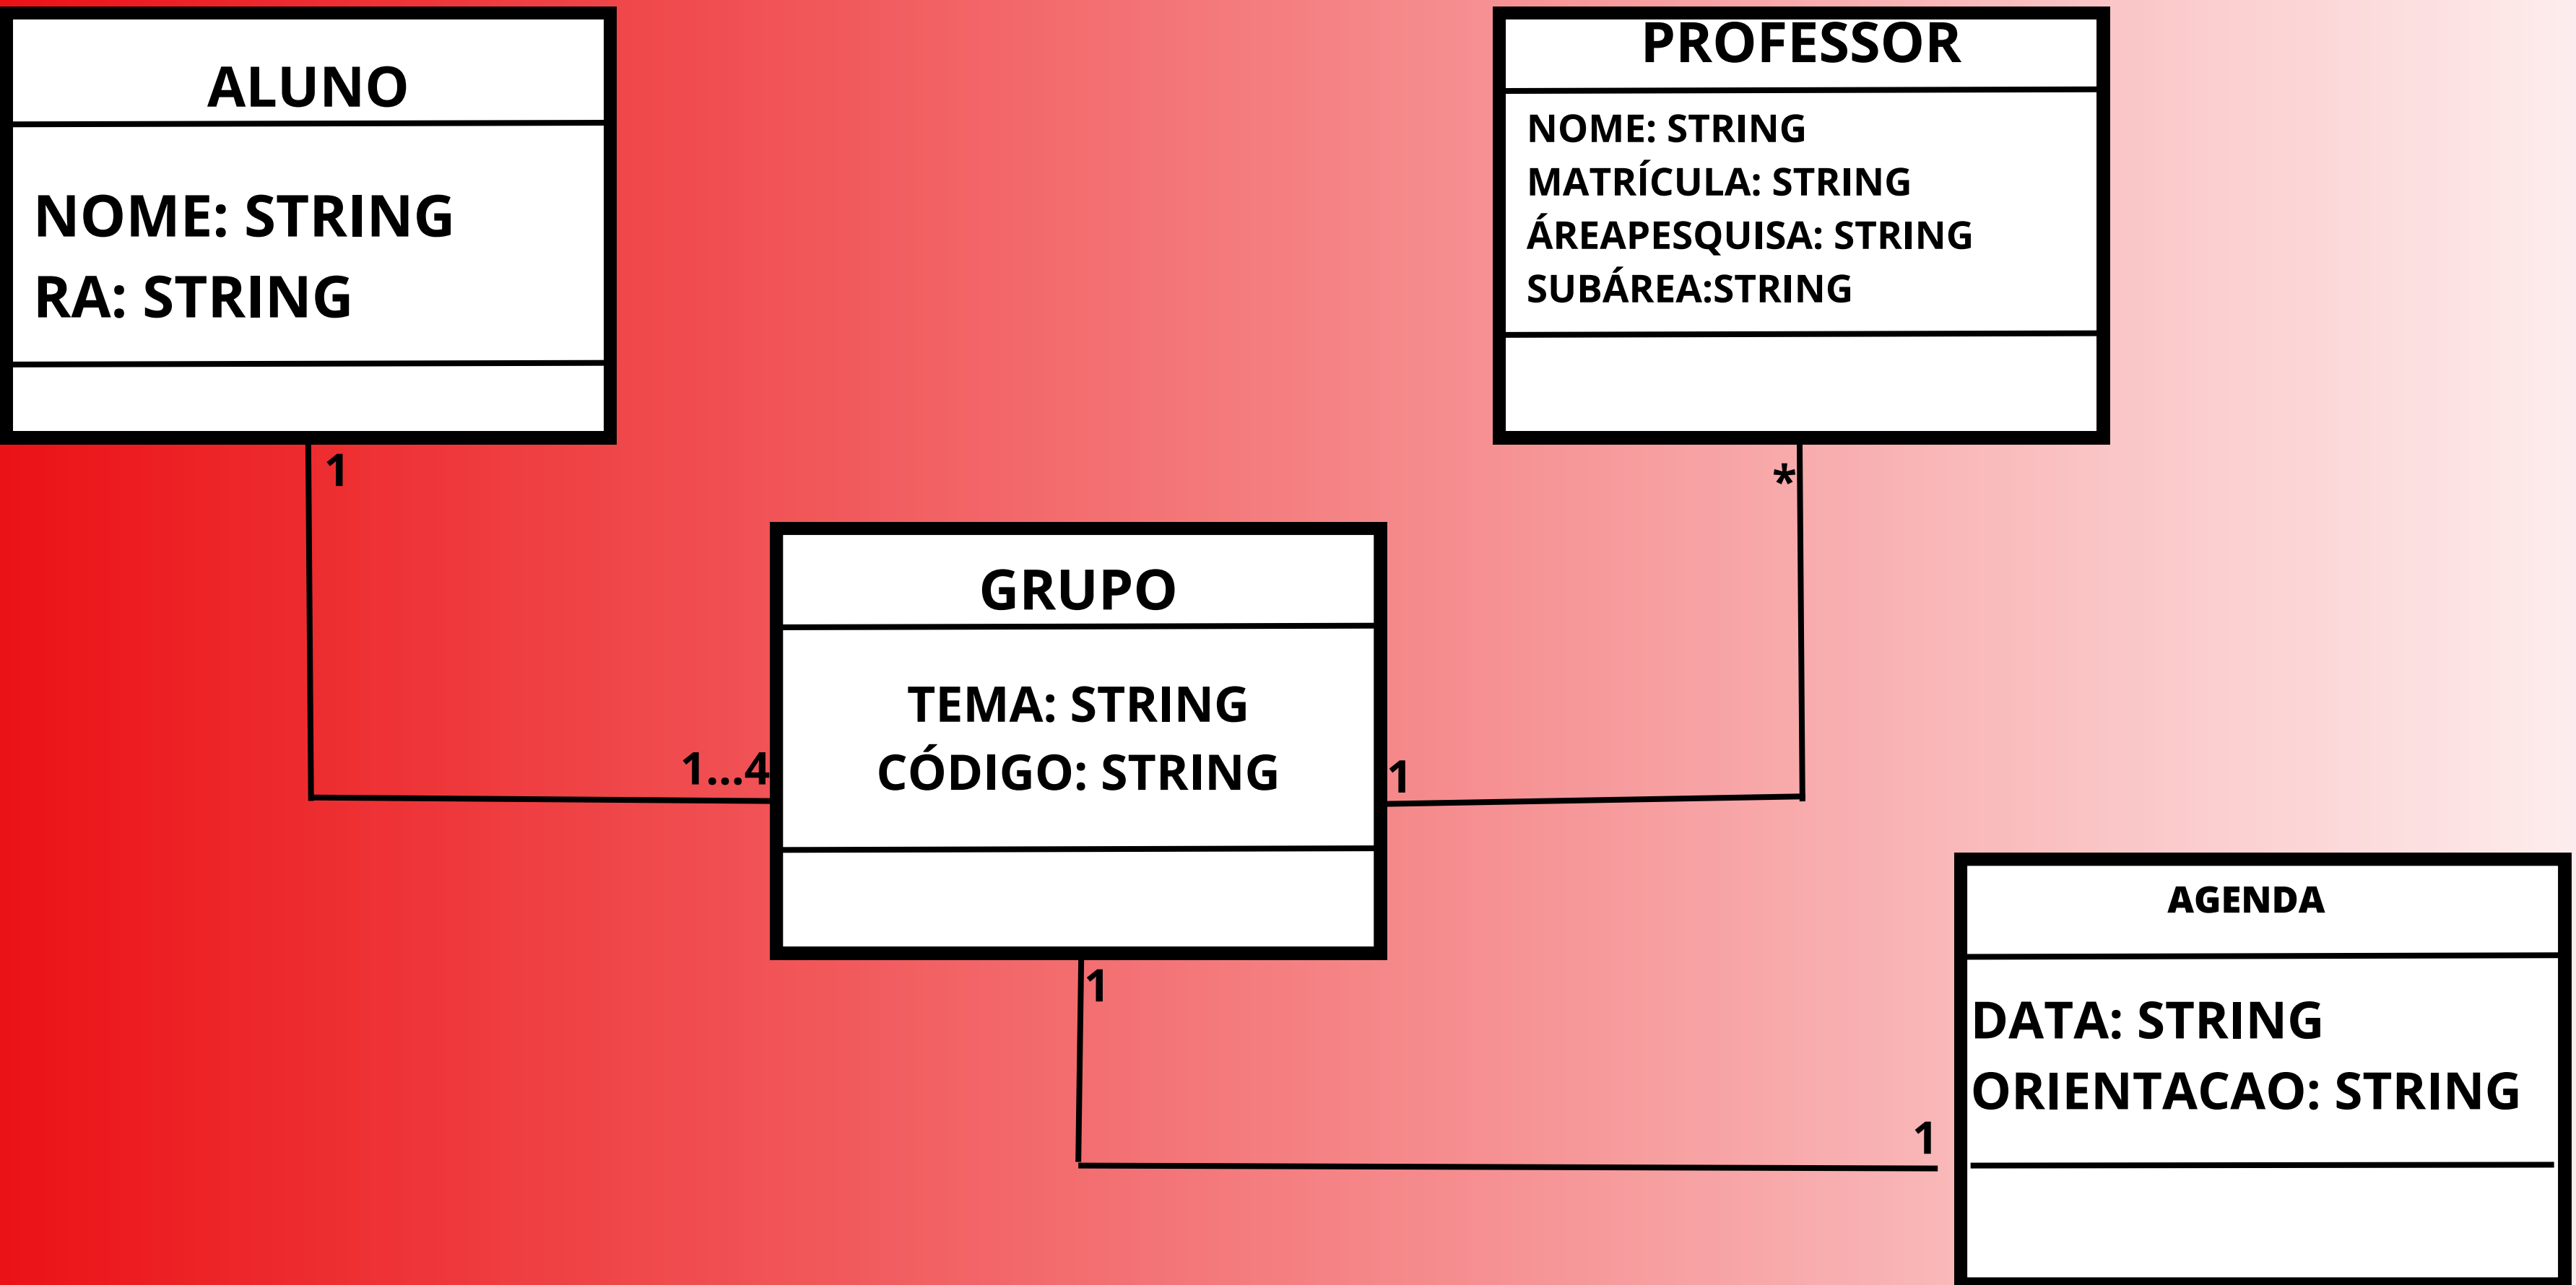 ALUNO
NOME: STRING
RA: STRING
1
PROFESSOR
NOME: STRING
MATRÍCULA: STRING
ÁREAPESQUISA: STRING
SUBÁREA:STRING
*
GRUPO
TEMA: STRING
CÓDIGO: STRING
1...4
1
1
AGENDA
DATA: STRING
ORIENTACAO: STRING
1